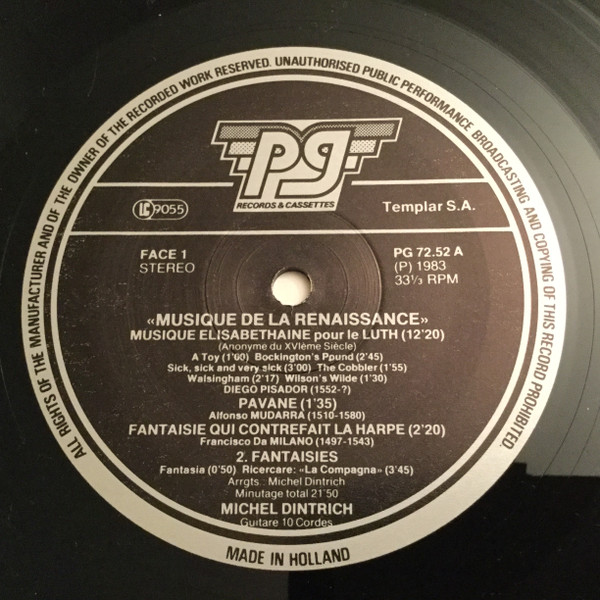 ALL RIGHTS OF THE MANUFACTURER AND OF THE OWNER OF THE RECORDED WORK RESERVED. UNAUTHORISED PUBLIC PERFORMANCE BROADCASTING AND COPYING OF THIS RECORD PROHIBITED.
pg
RECORDS & CASSETTES
LC 9055
Templar S.A.
FACE 1
STEREO
PG 72.52 A
(P) 1983
33⅓ RPM
«MUSIQUE DE LA RENAISSANCE»
MUSIQUE ELISABETHAINE pour le LUTH (12'20)
(Anonyme du XVIème Siècle)
A Toy (1'60) Bockington's Ppund (2'45)
Sick, sick and very sick (3'00) The Cobbler (1'55)
Walsingham (2'17) Wilson's Wilde (1'30)
DIEGO PISADOR (1552-?)
PAVANE (1'35)
Alfonso MUDARRA (1510-1580)
FANTAISIE QUI CONTREFAIT LA HARPE (2'20)
Francisco Da MILANO (1497-1543)
2. FANTAISIES
Fantasia (0'50) Ricercare: «La Compagna» (3'45)
Arrgts.: Michel Dintrich
Minutage total 21'50
MICHEL DINTRICH
Guitare 10 Cordes
MADE IN HOLLAND